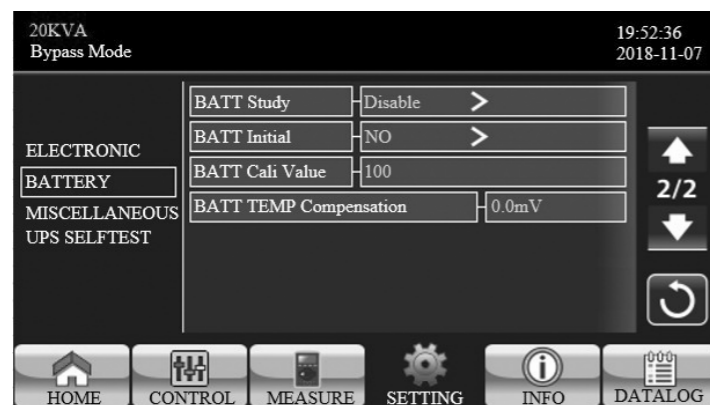 20KVA
Bypass Mode
19:52:36
2018-11-07
ELECTRONIC
BATTERY
MISCELLANEOUS
UPS SELFTEST
BATT Study Disable >
BATT Initial NO >
BATT Cali Value 100
BATT TEMP Compensation 0.0mV
2/2
HOME CONTROL MEASURE SETTING INFO DATALOG